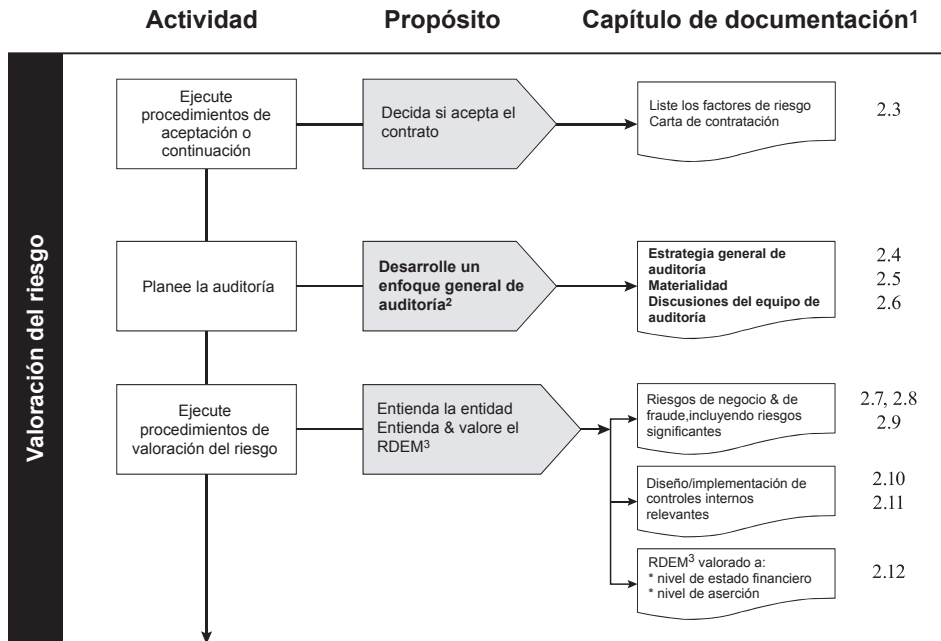 Actividad
Propósito
Capítulo de documentación1
Valoración del riesgo
Ejecute
procedimientos de
aceptación o
continuación
Decida si acepta el
contrato
Liste los factores de riesgo
Carta de contratación
2.3
Planee la auditoría
Desarrolle un
enfoque general de
auditoría2
Estrategia general de
auditoría
Materialidad
Discusiones del equipo de
auditoría
2.4
2.5
2.6
Ejecute
procedimientos de
valoración del riesgo
Entienda la entidad
Entienda & valore el
RDEM3
Riesgos de negocio & de
fraude,incluyendo riesgos
significantes
2.7, 2.8
2.9
Diseño/implementación de
controles internos
relevantes
2.10
2.11
RDEM3 valorado a:
* nivel de estado financiero
* nivel de aserción
2.12